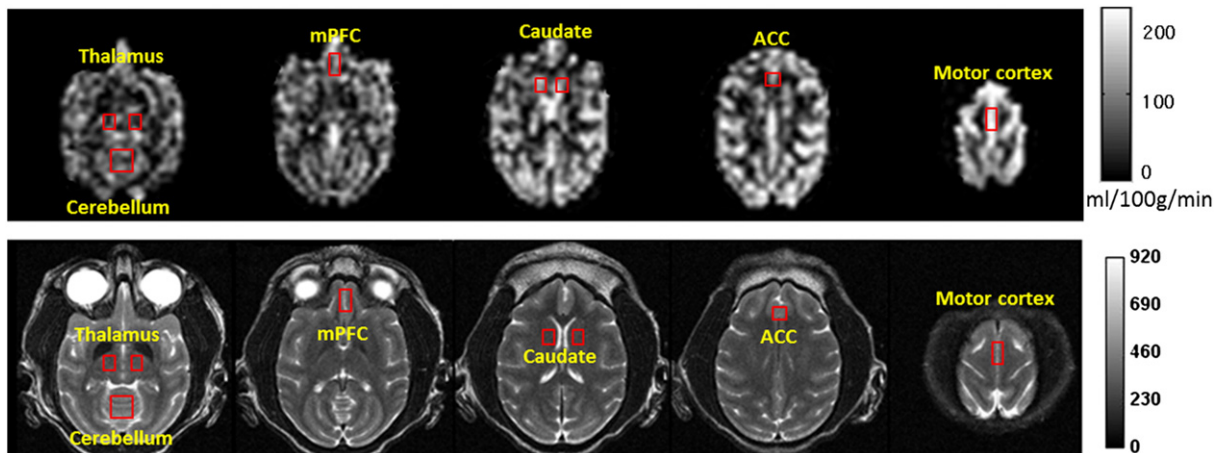 Thalamus
mPFC
Caudate
ACC
Motor cortex
Cerebellum
200
100
0
ml/100g/min
Thalamus
mPFC
Caudate
ACC
Motor cortex
Cerebellum
920
690
460
230
0